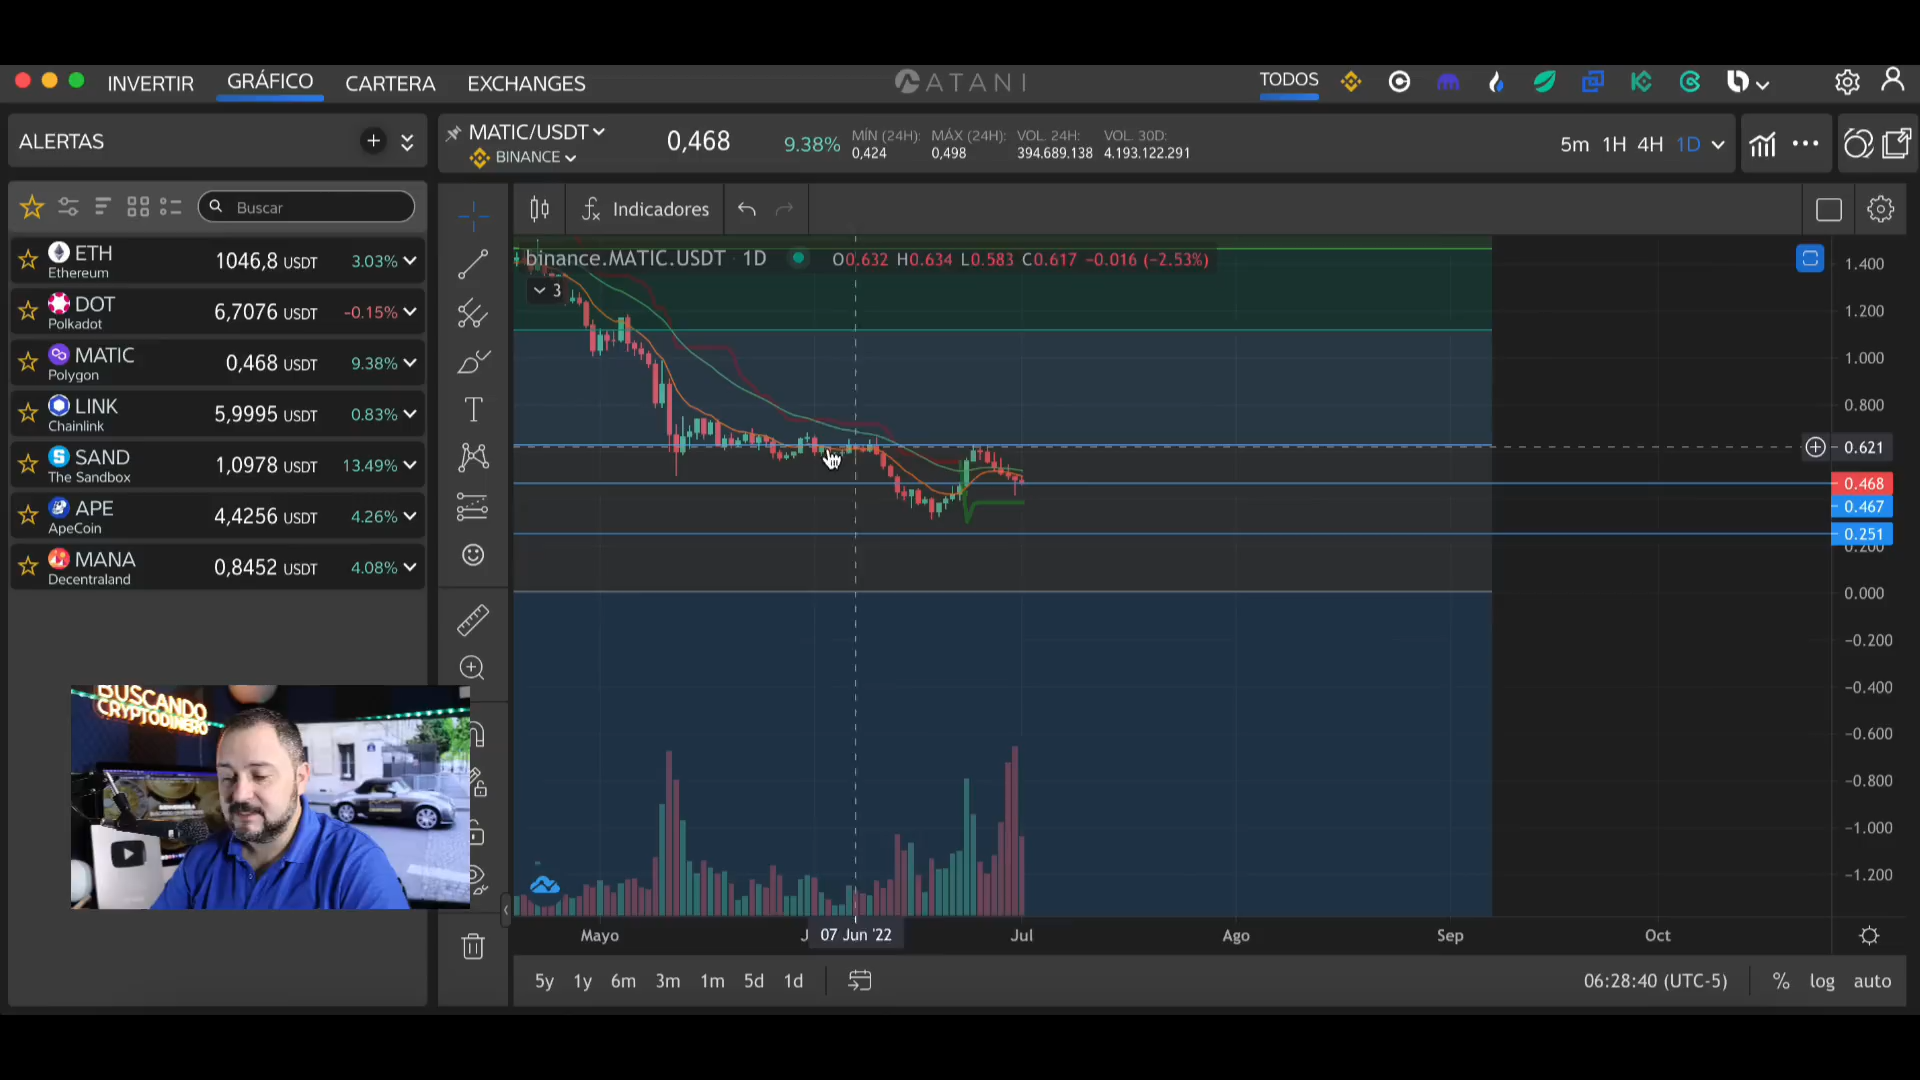 INVERTIR GRÁFICO CARTERA EXCHANGES ATANI TODOS
ALERTAS
MATIC/USDT 0,468 9.38% MÍN (24H): MÁX (24H): VOL. 24H: VOL. 30D:
BINANCE 0,424 0,498 394.689.138 4.193.122.291
5m 1H 4H 1D
Buscar
ETH 1046,8 USDT 3.03%
Ethereum
DOT 6,7076 USDT -0.15%
Polkadot
MATIC 0,468 USDT 9.38%
Polygon
LINK 5,9995 USDT 0.83%
Chainlink
SAND 1,0978 USDT 13.49%
The Sandbox
APE 4,4256 USDT 4.26%
ApeCoin
MANA 0,8452 USDT 4.08%
Decentraland
BUSCANDO
CRYPTODINERO
Indicadores
binance.MATIC.USDT · 1D O0.632 H0.634 L0.583 C0.617 -0.016 (-2.53%)
3
1.400
1.200
1.000
0.800
0.621
0.468
0.467
0.251
0.200
0.000
-0.200
-0.400
-0.600
-0.800
-1.000
-1.200
Mayo J 07 Jun '22 Jul Ago Sep Oct
5y 1y 6m 3m 1m 5d 1d 06:28:40 (UTC-5) % log auto